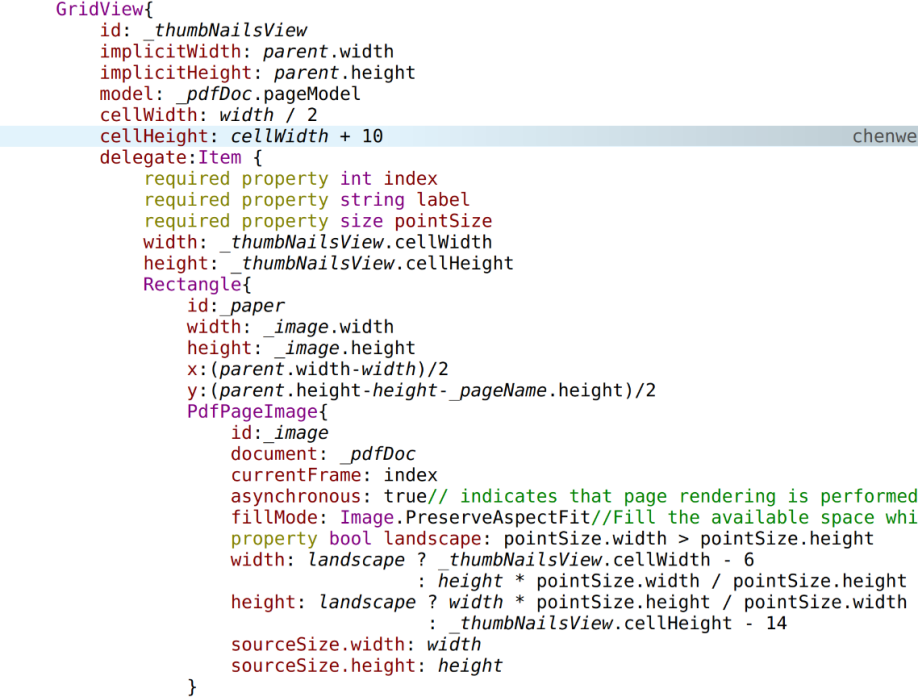 GridView{
id: _thumbNailsView
implicitWidth: parent.width
implicitHeight: parent.height
model: _pdfDoc.pageModel
cellWidth: width / 2
cellHeight: cellWidth + 10 chenwe
delegate:Item {
required property int index
required property string label
required property size pointSize
width: _thumbNailsView.cellWidth
height: _thumbNailsView.cellHeight
Rectangle{
id:_paper
width: _image.width
height: _image.height
x:(parent.width-width)/2
y:(parent.height-height-_pageName.height)/2
PdfPageImage{
id:_image
document: _pdfDoc
currentFrame: index
asynchronous: true// indicates that page rendering is performed
fillMode: Image.PreserveAspectFit//Fill the available space whi
property bool landscape: pointSize.width > pointSize.height
width: landscape ? _thumbNailsView.cellWidth - 6
: height * pointSize.width / pointSize.height
height: landscape ? width * pointSize.height / pointSize.width
: _thumbNailsView.cellHeight - 14
sourceSize.width: width
sourceSize.height: height
}